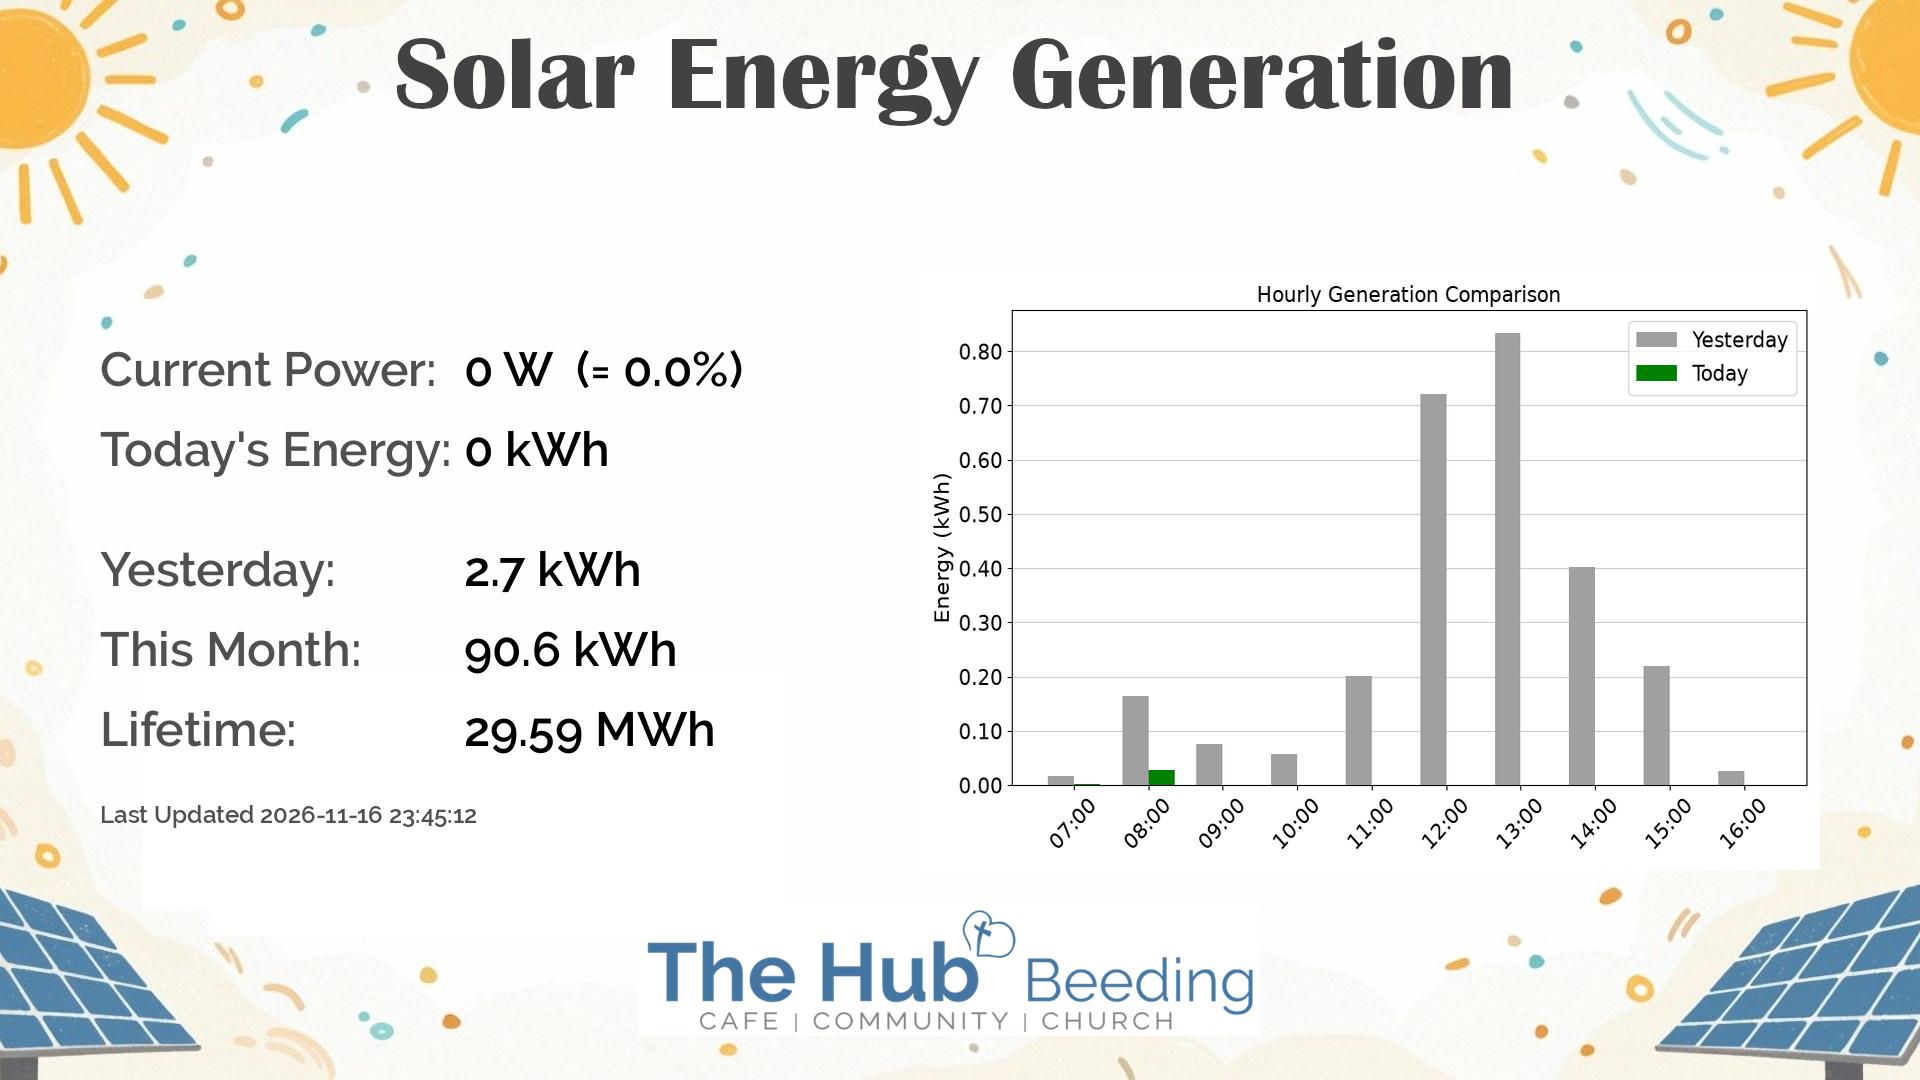 Solar Energy Generation
Current Power: 0 W (= 0.0%)
Today's Energy: 0 kWh
Yesterday: 2.7 kWh
This Month: 90.6 kWh
Lifetime: 29.59 MWh
Last Updated 2026-11-16 23:45:12
Hourly Generation Comparison
Yesterday
Today
Energy (kWh)
0.80
0.70
0.60
0.50
0.40
0.30
0.20
0.10
0.00
07:00 08:00 09:00 10:00 11:00 12:00 13:00 14:00 15:00 16:00
The Hub Beeding
CAFE | COMMUNITY | CHURCH